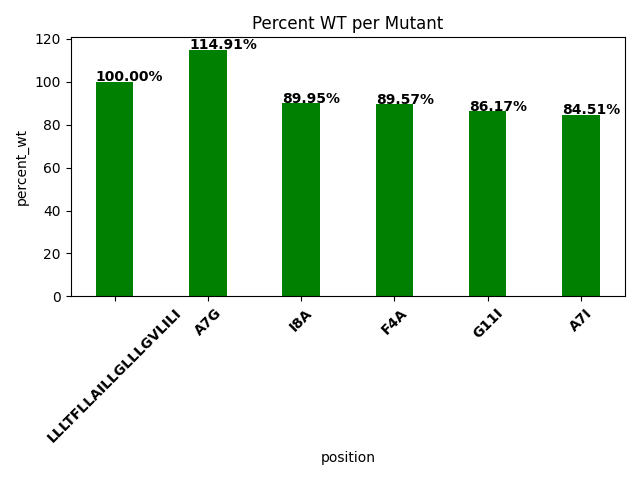 Percent WT per Mutant
percent_wt
120
100
80
60
40
20
0
100.00%
114.91%
89.95%
89.57%
86.17%
84.51%
LLLTFLLAILLGLLLGVLILI
A7G
I8A
F4A
G11I
A7I
position